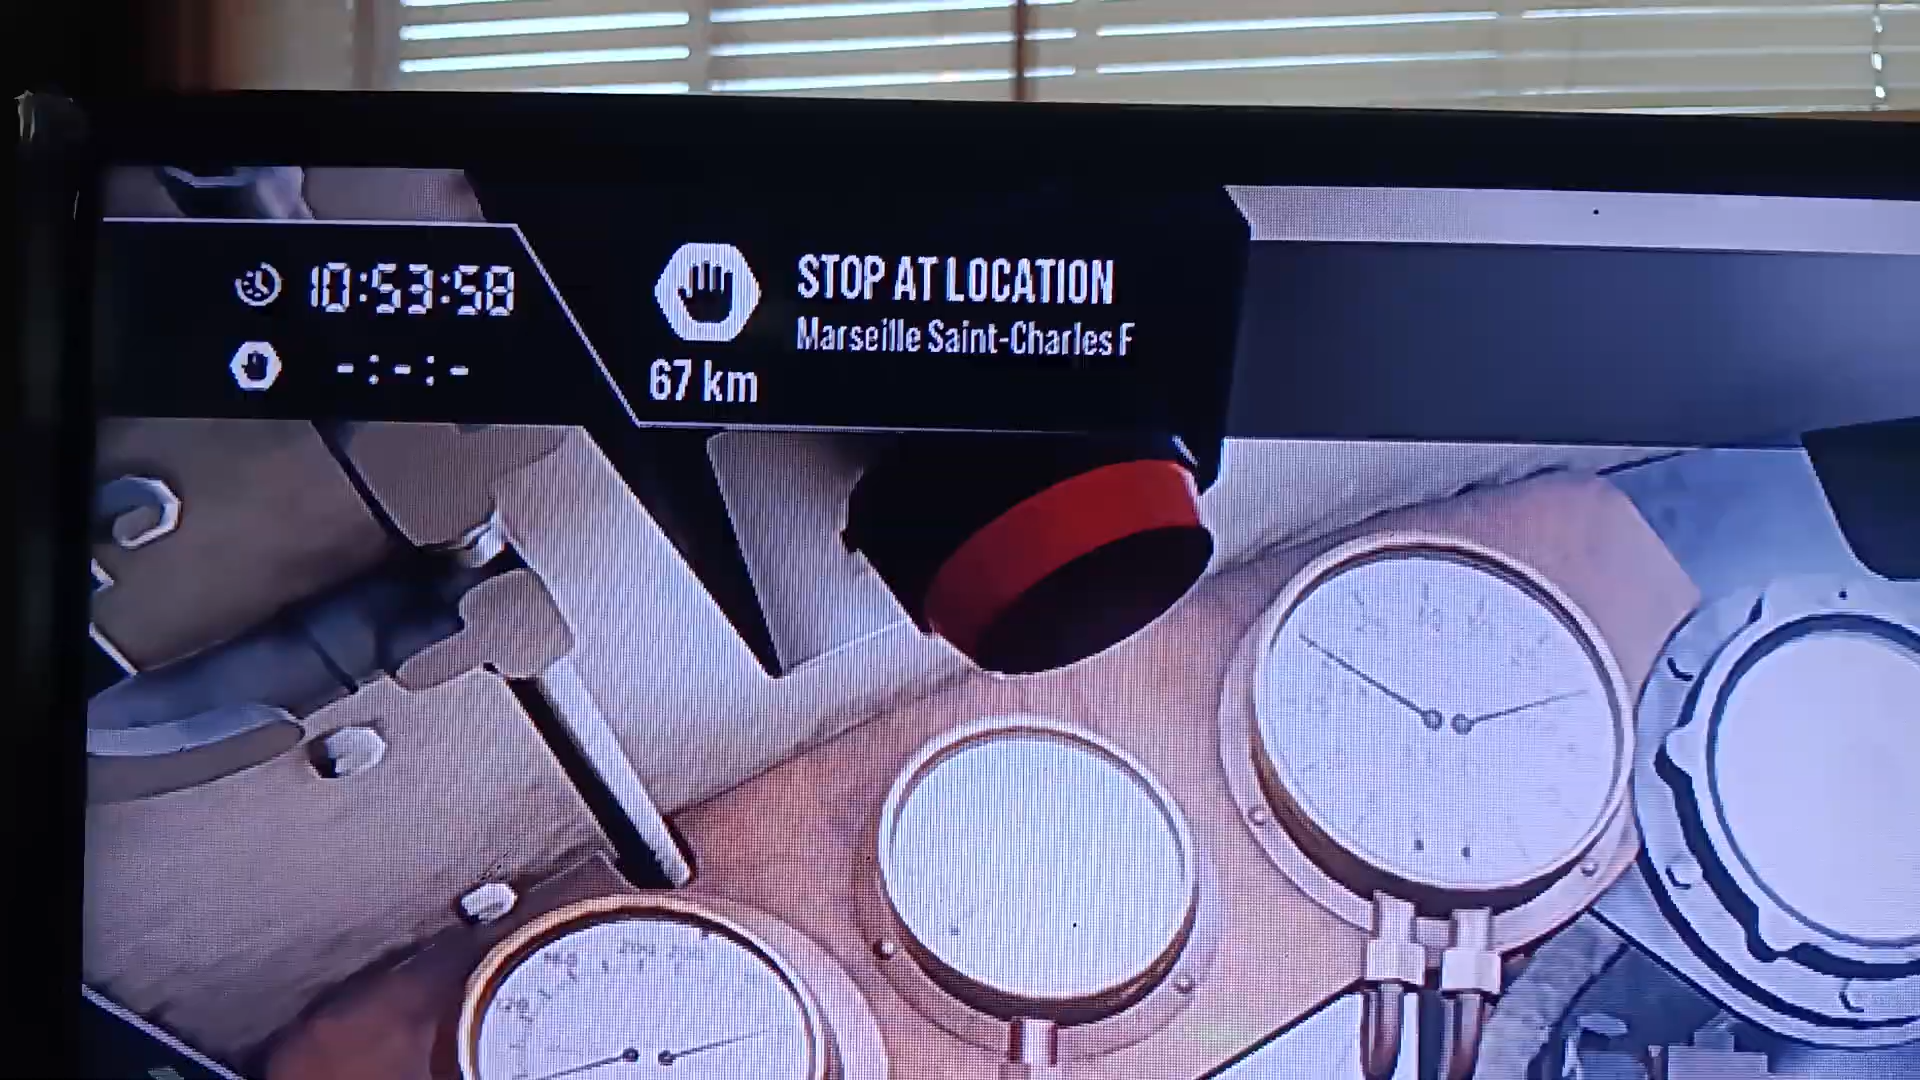 10:53:58
-:-:-
STOP AT LOCATION
Marseille Saint-Charles F
67 km